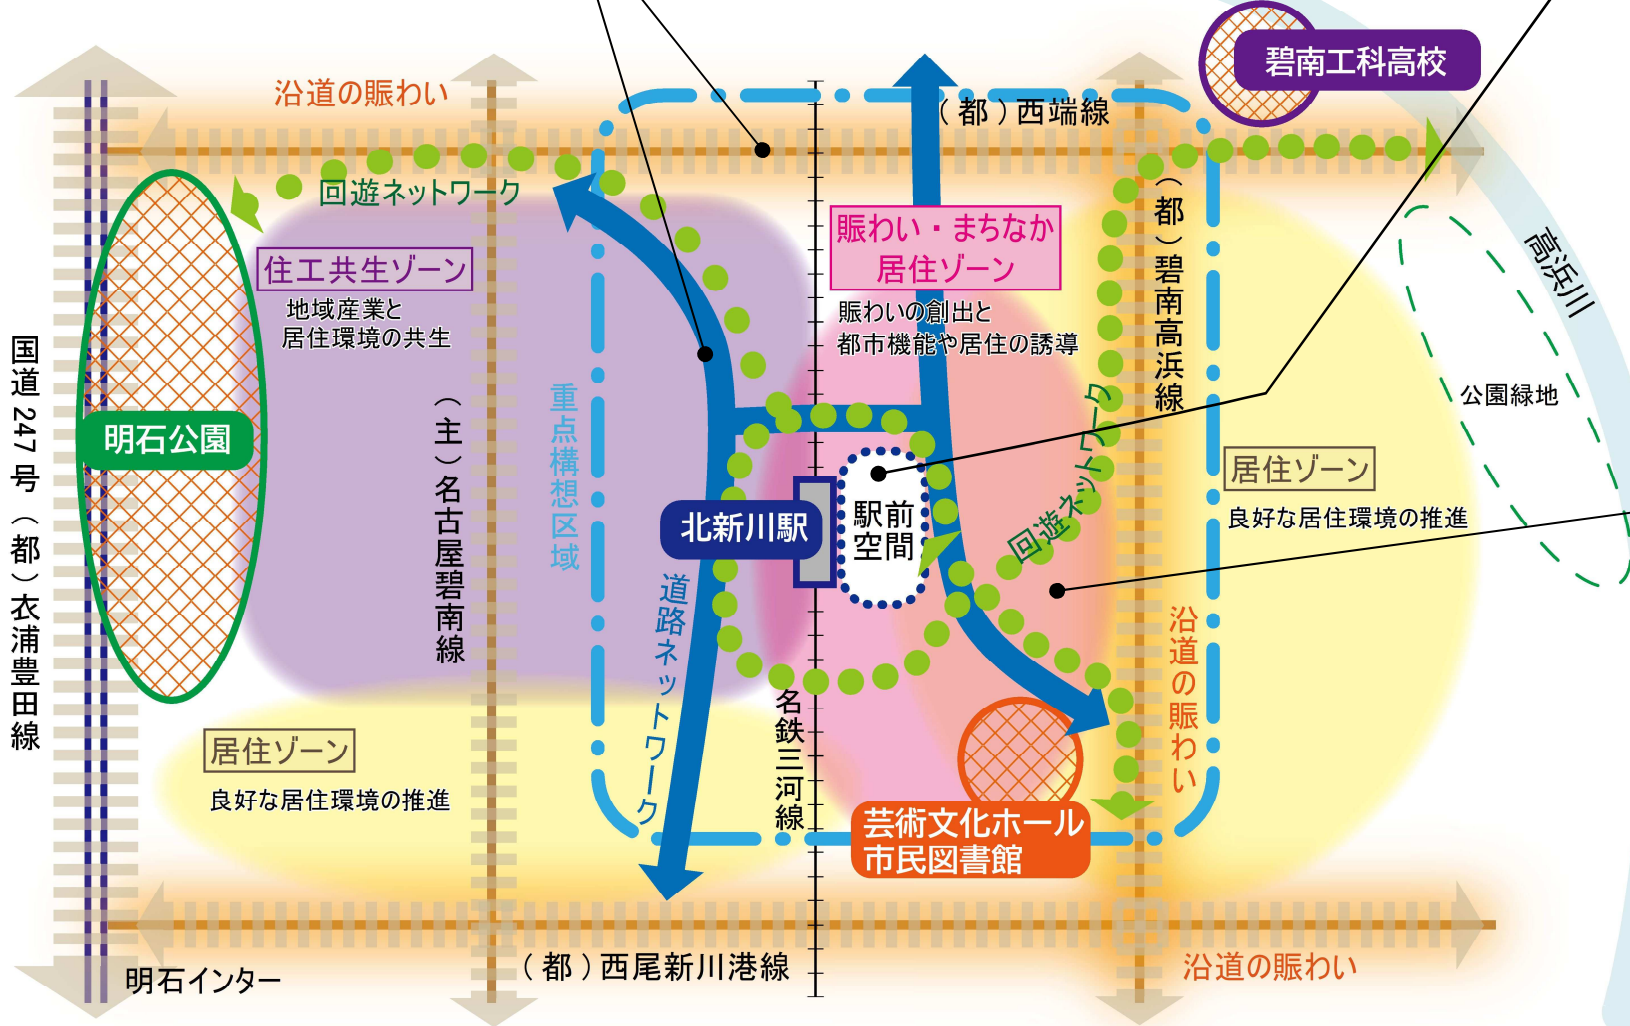 碧南工科高校
沿道の賑わい
（都）西端線
回遊ネットワーク
（都）碧南高浜線
賑わい・まちなか
居住ゾーン
賑わいの創出と
都市機能や居住の誘導
住工共生ゾーン
地域産業と
居住環境の共生
高浜川
公園緑地
国道247号（都）衣浦豊田線
明石公園
（主）名古屋碧南線
重点構想区域
回遊ネットワーク
居住ゾーン
良好な居住環境の推進
北新川駅
駅前
空間
道路ネットワーク
沿道の賑わい
名鉄三河線
居住ゾーン
良好な居住環境の推進
芸術文化ホール
市民図書館
明石インター
（都）西尾新川港線
沿道の賑わい